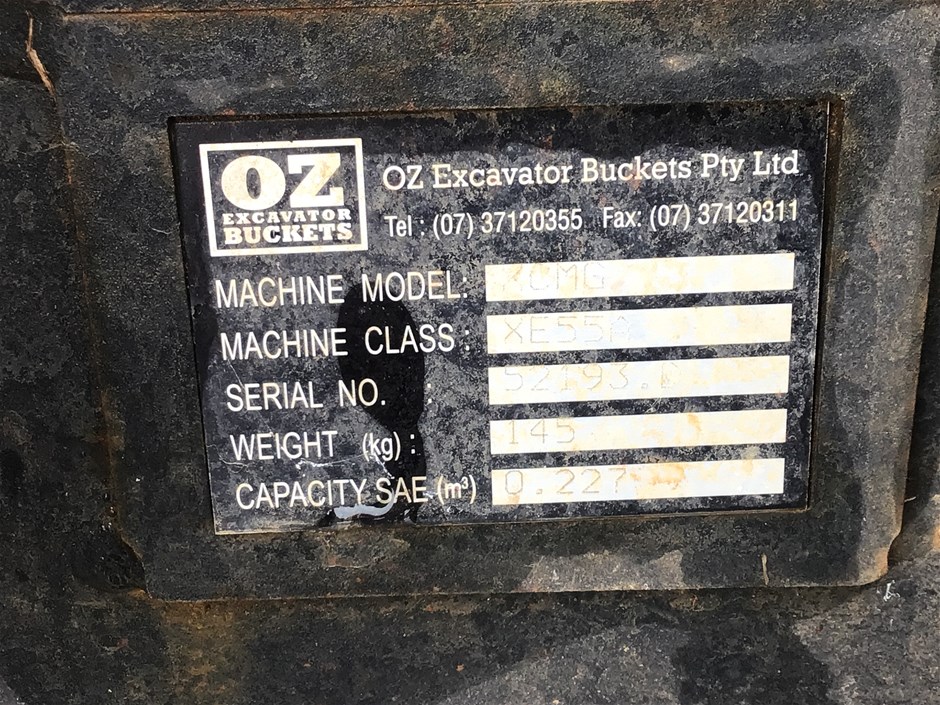 OZ
EXCAVATOR
BUCKETS
OZ Excavator Buckets Pty Ltd
Tel : (07) 37120355 Fax: (07) 37120311
MACHINE MODEL: XCMG
MACHINE CLASS : XE55A
SERIAL NO.
WEIGHT (kg) : 145
CAPACITY SAE (m³) 0.227